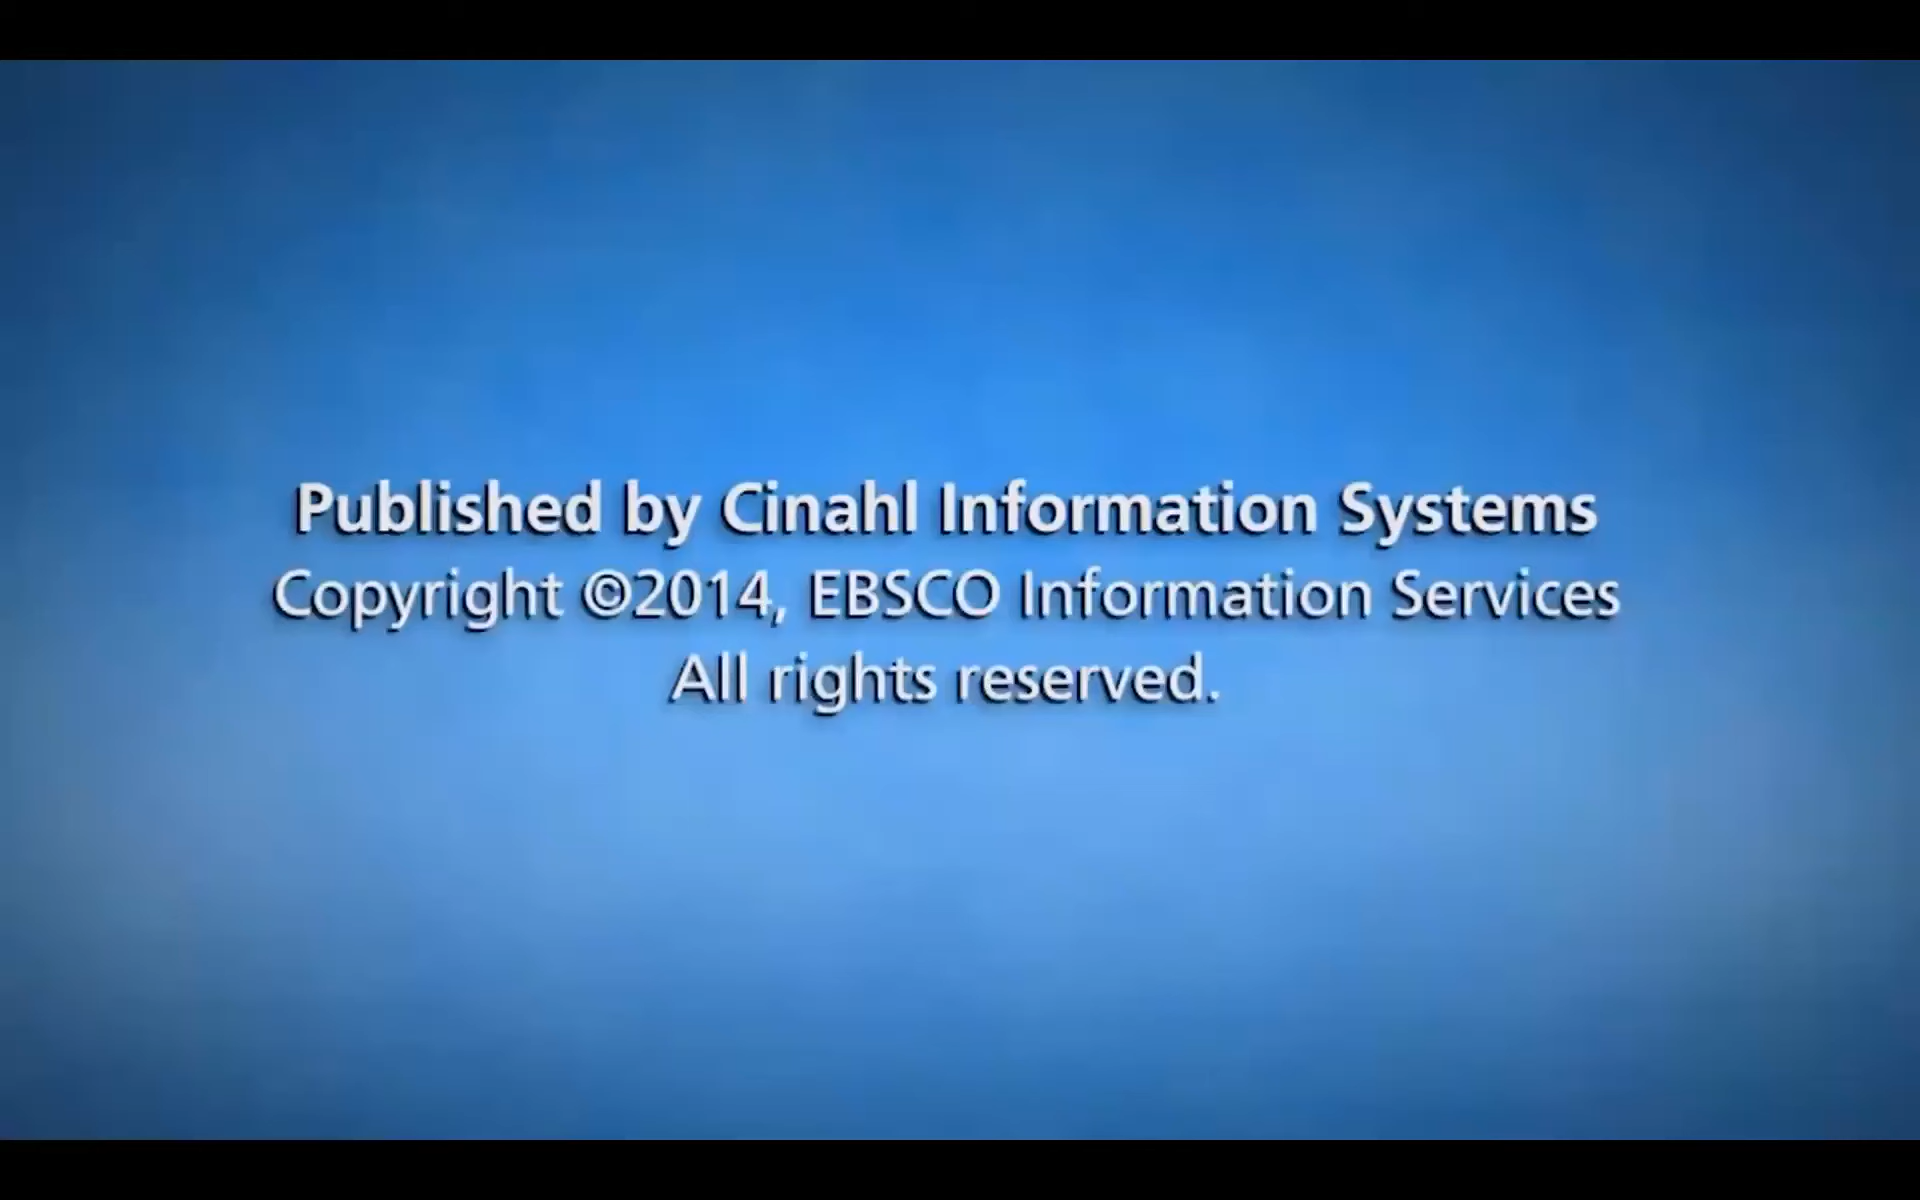 Published by Cinahl Information Systems
Copyright ©2014, EBSCO Information Services
All rights reserved.